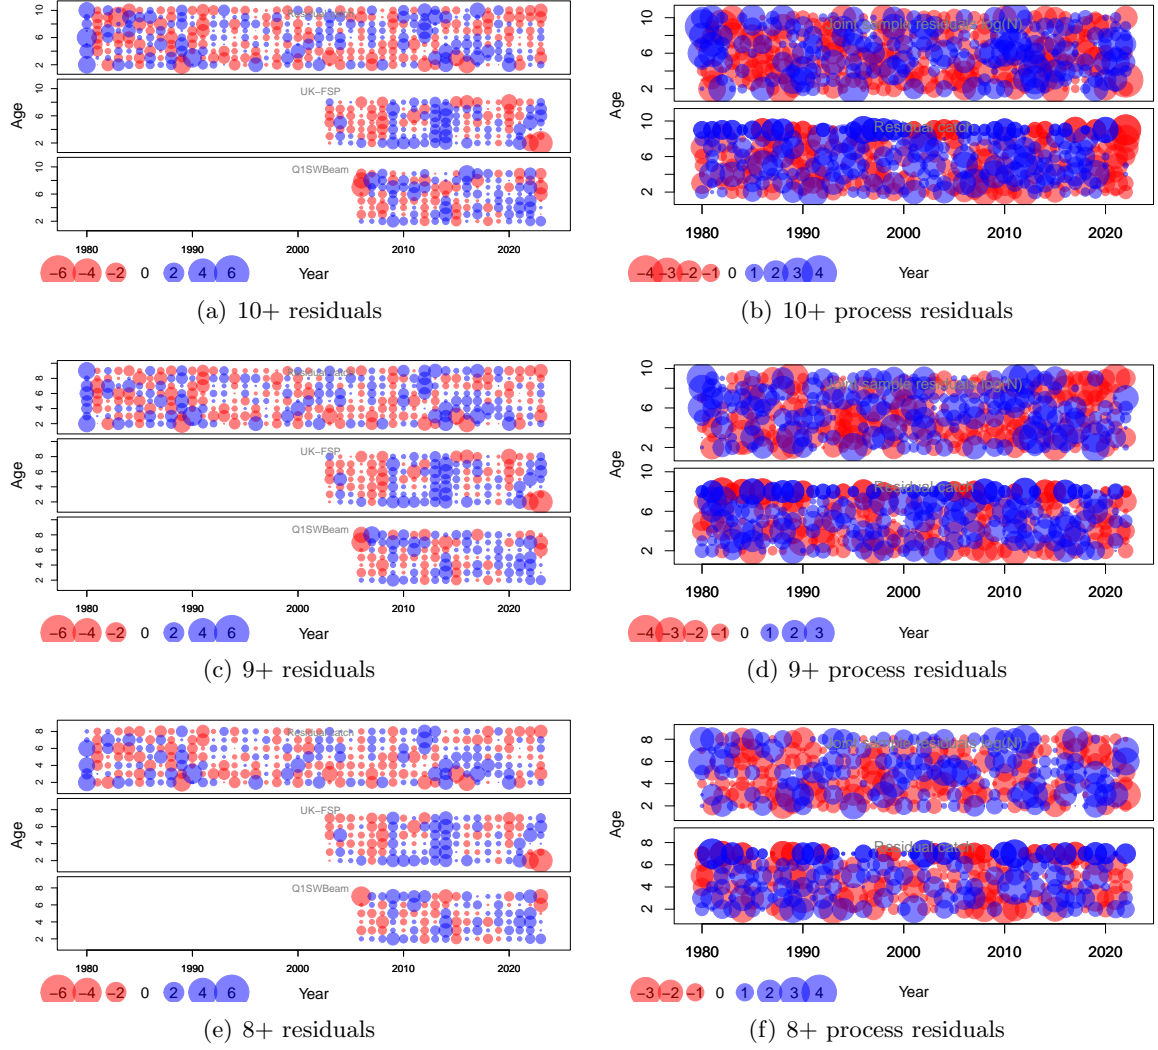 Residual catch
10
6
2
UK−FSP
10
6
2
Q1SWBeam
10
6
2
Age
1980 1990 2000 2010 2020
−6 −4 −2 0 2 4 6 Year
(a) 10+ residuals
Joint sample residuals log(N)
10
6
2
Residual catch
10
6
2
Age
1980 1990 2000 2010 2020
−4 −3 −2 −1 0 1 2 3 4 Year
(b) 10+ process residuals
Residual catch
8
6
4
2
UK−FSP
8
6
4
2
Q1SWBeam
8
6
4
2
Age
1980 1990 2000 2010 2020
−6 −4 −2 0 2 4 6 Year
(c) 9+ residuals
Joint sample residuals log(N)
10
6
2
Residual catch
10
6
2
Age
1980 1990 2000 2010 2020
−4 −3 −2 −1 0 1 2 3 Year
(d) 9+ process residuals
Residual catch
8
6
4
2
UK−FSP
8
6
4
2
Q1SWBeam
8
6
4
2
Age
1980 1990 2000 2010 2020
−6 −4 −2 0 2 4 6 Year
(e) 8+ residuals
Joint sample residuals log(N)
8
6
4
2
Residual catch
8
6
4
2
Age
1980 1990 2000 2010 2020
−3 −2 −1 0 1 2 3 4 Year
(f) 8+ process residuals